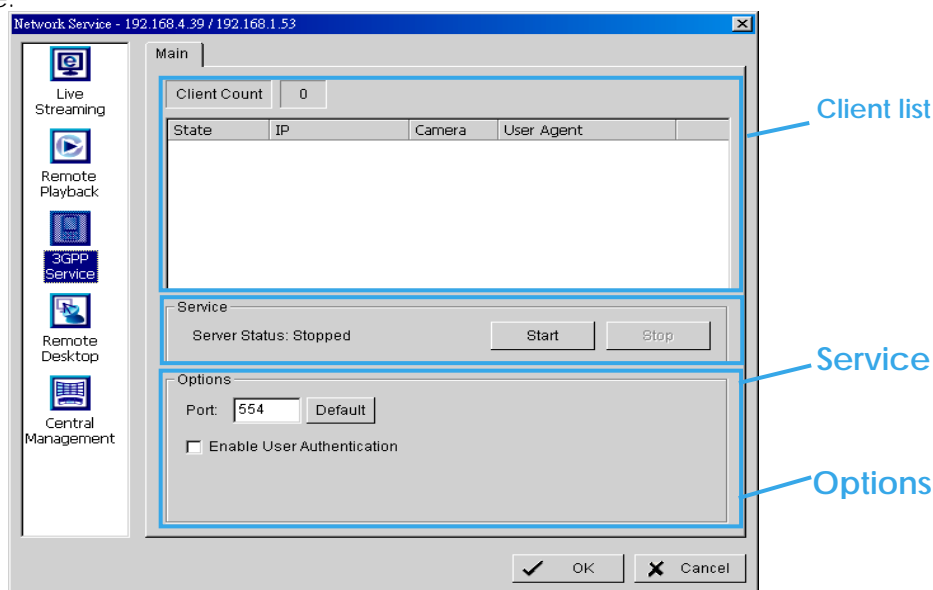 Network Service - 192.168.4.39 / 192.168.1.53
Live
Streaming
Remote
Playback
3GPP
Service
Remote
Desktop
Central
Management
Main
Client Count 0
State IP Camera User Agent
Service
Server Status: Stopped Start Stop
Options
Port: 554 Default
Enable User Authentication
OK Cancel
Client list
Service
Options